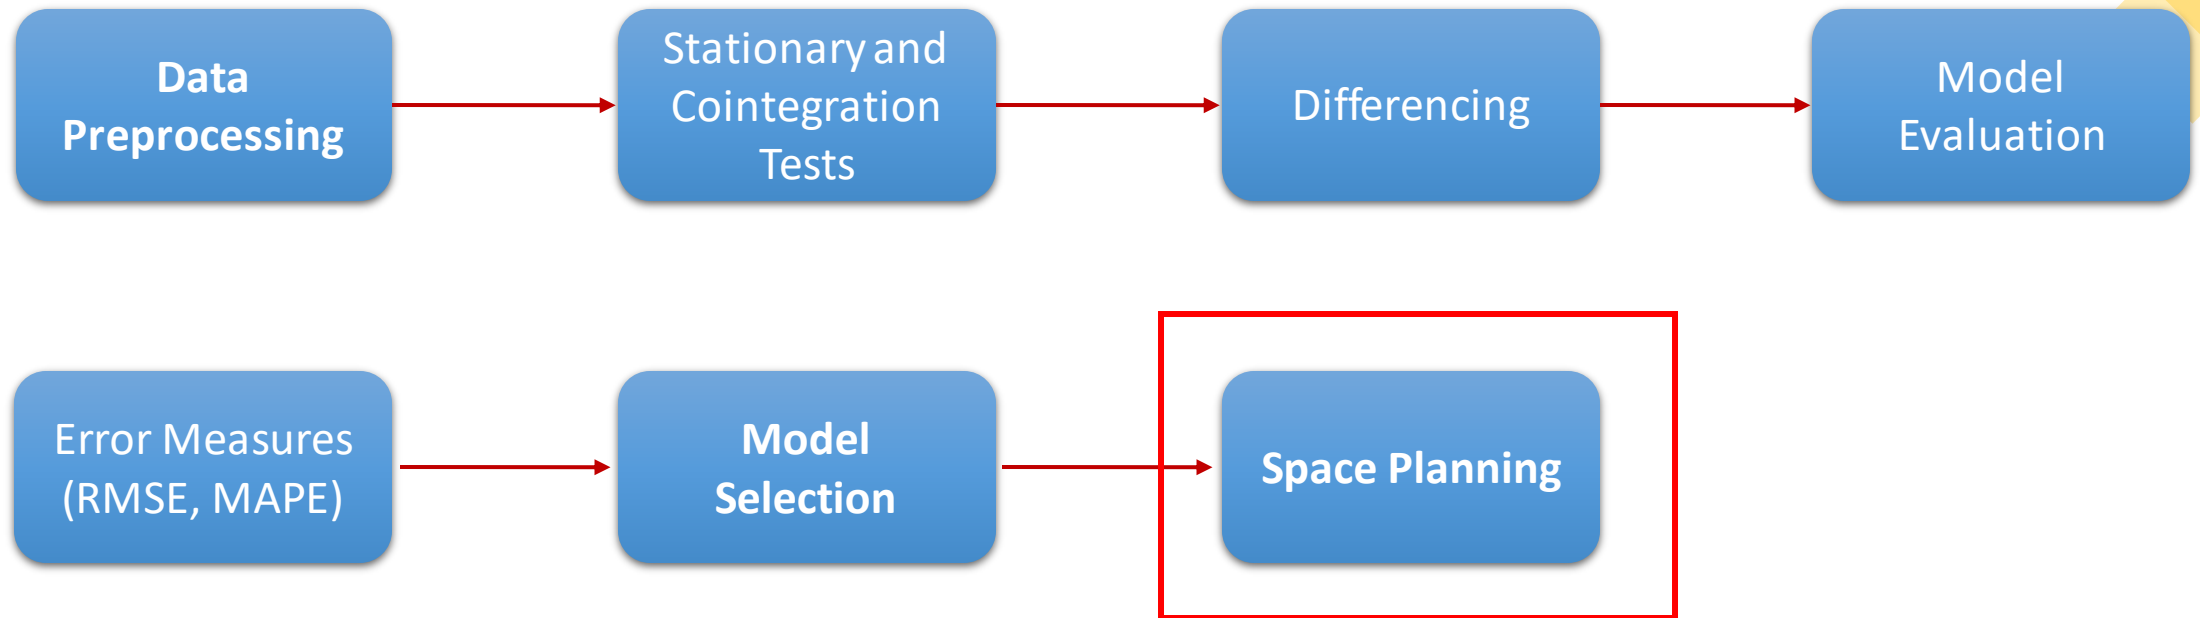 Data
Preprocessing
Stationary and
Cointegration
Tests
Differencing
Model
Evaluation
Error Measures
(RMSE, MAPE)
Model
Selection
Space Planning